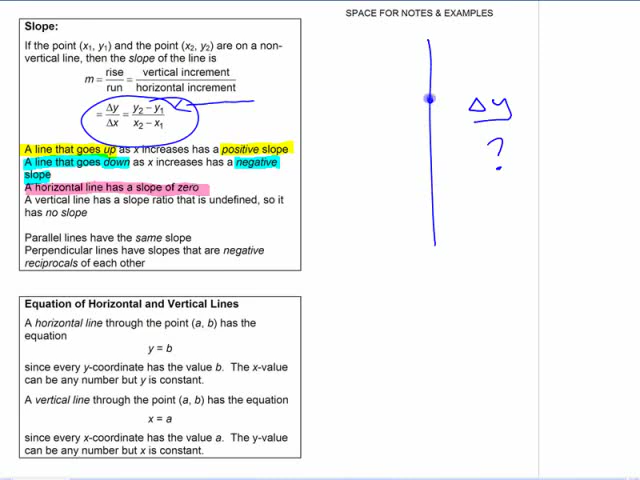 SPACE FOR NOTES & EXAMPLES
Slope:
If the point (x₁, y₁) and the point (x₂, y₂) are on a non-
vertical line, then the slope of the line is
m = rise/run = vertical increment/horizontal increment
= Δy/Δx = y₂ – y₁/x₂ – x₁
A line that goes up as x increases has a positive slope
A line that goes down as x increases has a negative
slope
A horizontal line has a slope of zero
A vertical line has a slope ratio that is undefined, so it
has no slope
Parallel lines have the same slope
Perpendicular lines have slopes that are negative
reciprocals of each other
Δy
?
Equation of Horizontal and Vertical Lines
A horizontal line through the point (a, b) has the
equation
y = b
since every y-coordinate has the value b. The x-value
can be any number but y is constant.
A vertical line through the point (a, b) has the equation
x = a
since every x-coordinate has the value a. The y-value
can be any number but x is constant.